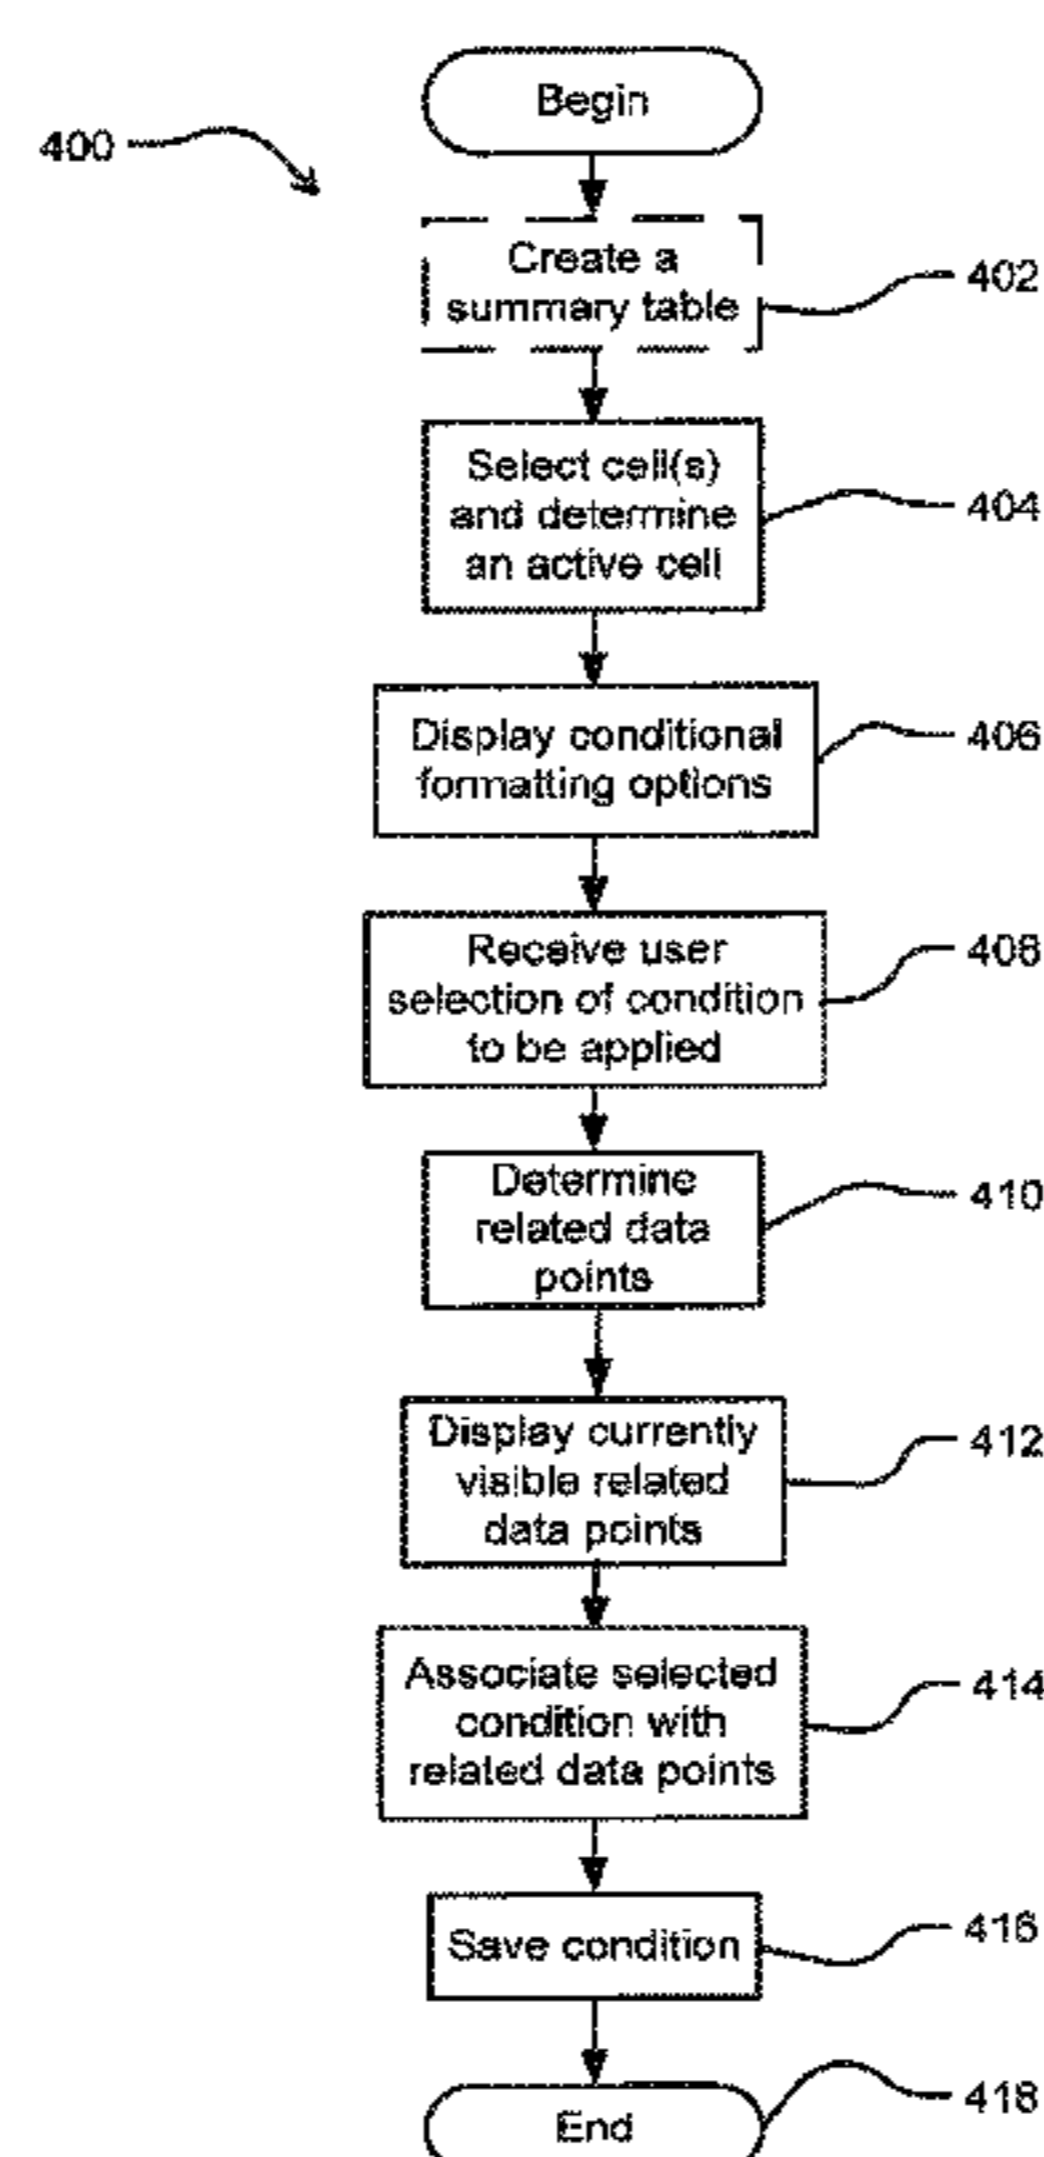 Begin
400
Create a
summary table
402
Select cell(s)
and determine
an active cell
404
Display conditional
formatting options
406
Receive user
selection of condition
to be applied
408
Determine
related data
points
410
Display currently
visible related
data points
412
Associate selected
condition with
related data points
414
Save condition
416
End
418